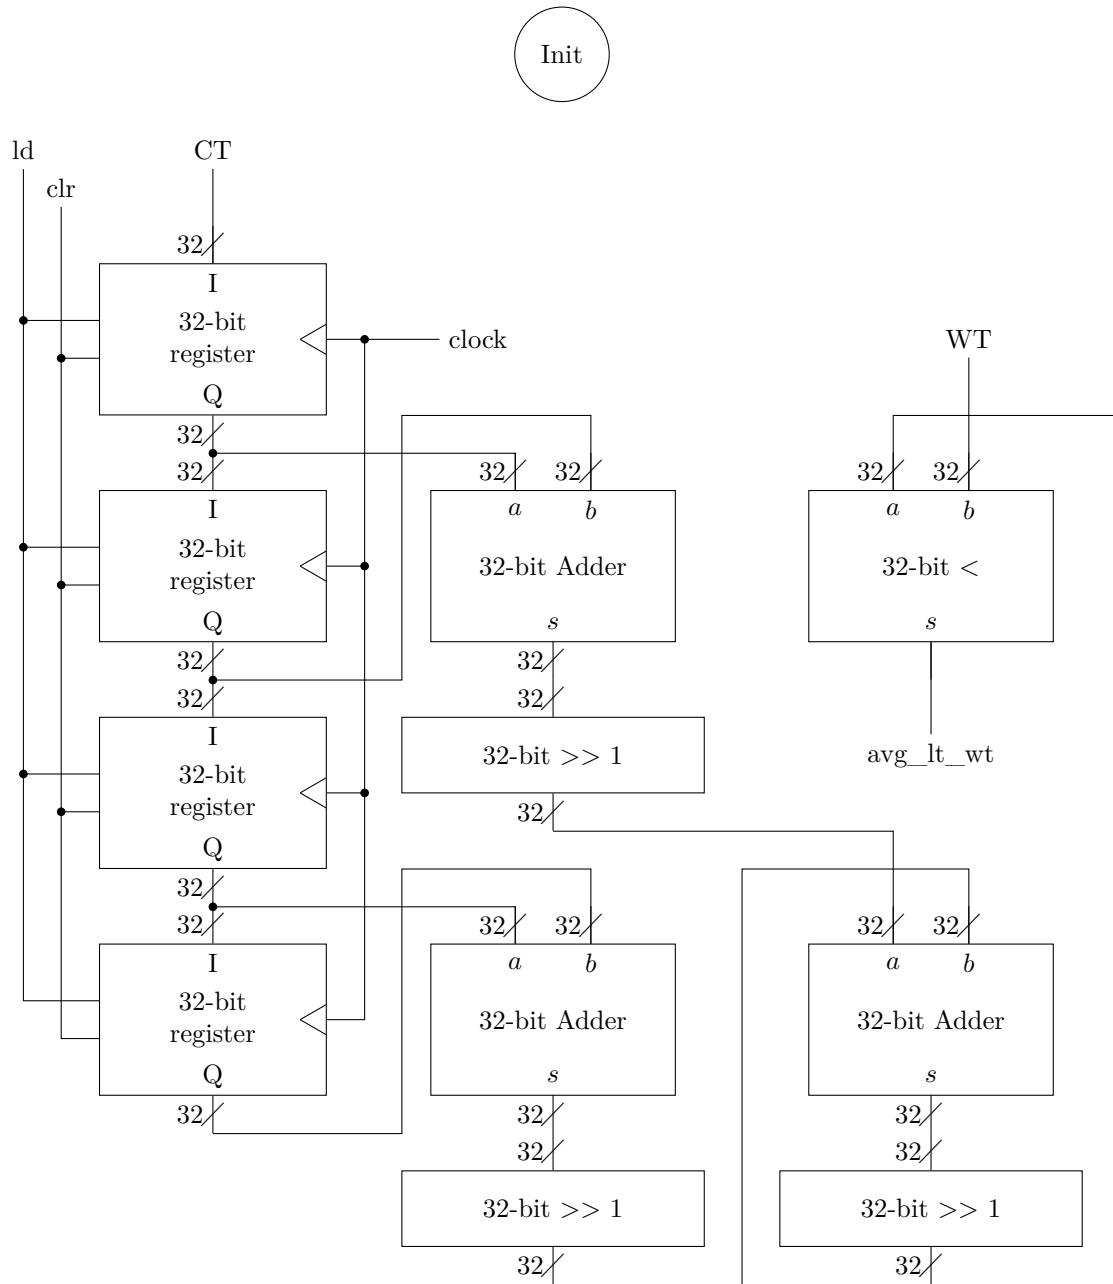 Init
ld
CT
clr
32
I
32-bit
register
Q
clock
WT
32
32
32
32
32
32
I
32-bit
register
Q
a
b
32-bit Adder
s
a
b
32-bit <
s
32
32
32
32
I
32-bit
register
Q
32-bit >> 1
avg_lt_wt
32
32
32
32
32
32
32
I
32-bit
register
Q
a
b
32-bit Adder
s
a
b
32-bit Adder
s
32
32
32
32
32
32-bit >> 1
32-bit >> 1
32
32